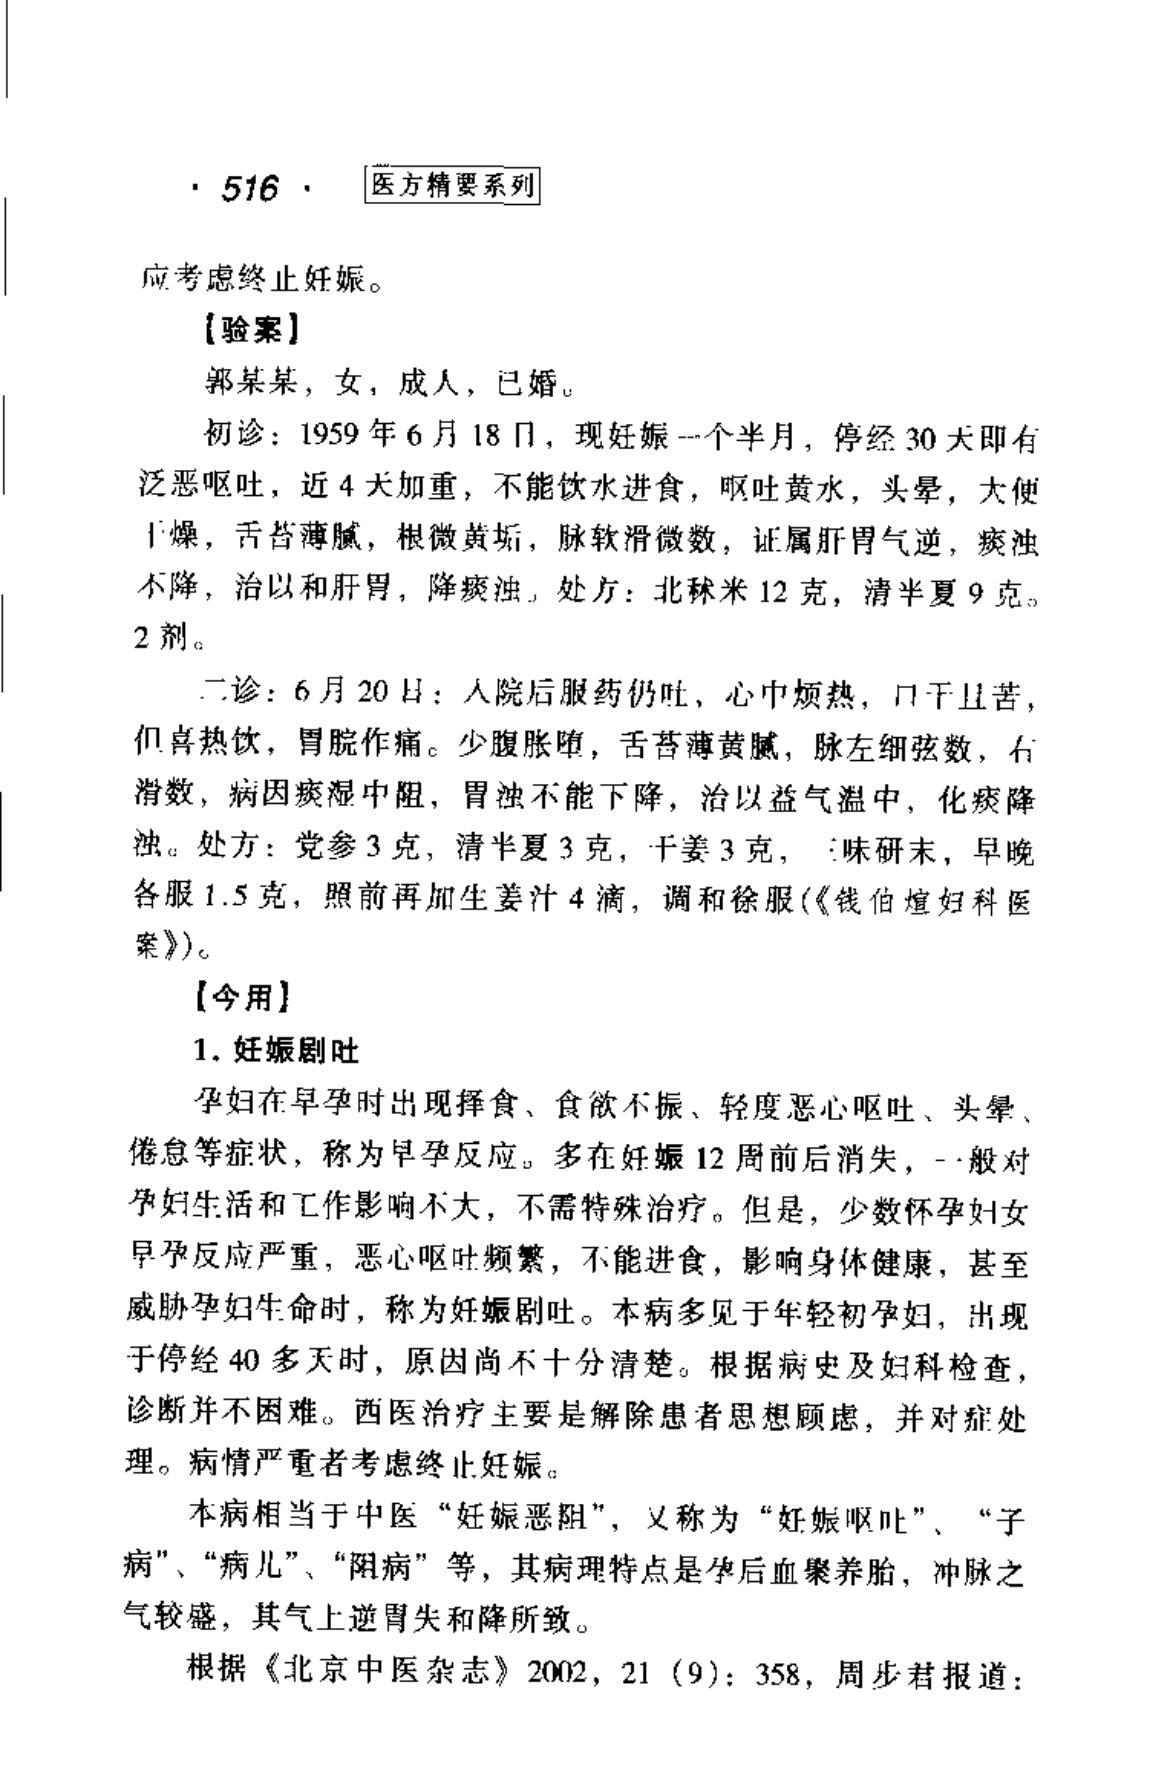 · 516 · 医方精要系列
应考虑终止妊娠。
【验案】
郭某某，女，成人，已婚。
初诊：1959 年 6 月 18 日，现妊娠一个半月，停经 30 天即有
泛恶呕吐，近 4 天加重，不能饮水进食，呕吐黄水，头晕，大便
干燥，舌苔薄腻，根微黄垢，脉软滑微数，证属肝胃气逆，痰浊
不降，治以和肝胃，降痰浊。处方：北秫米 12 克，清半夏 9 克。
2 剂。
二诊：6 月 20 日：入院后服药仍吐，心中烦热，口干且苦，
但喜热饮，胃脘作痛。少腹胀堕，舌苔薄黄腻，脉左细弦数，右
滑数，病因痰湿中阻，胃浊不能下降，治以益气温中，化痰降
浊。处方：党参 3 克，清半夏 3 克，干姜 3 克，三味研末，早晚
各服 1.5 克，照前再加生姜汁 4 滴，调和徐服(《钱伯煊妇科医
案》)。
【今用】
1. 妊娠剧吐
孕妇在早孕时出现择食、食欲不振、轻度恶心呕吐、头晕、
倦怠等症状，称为早孕反应。多在妊娠 12 周前后消失，一般对
孕妇生活和工作影响不大，不需特殊治疗。但是，少数怀孕妇女
早孕反应严重，恶心呕吐频繁，不能进食，影响身体健康，甚至
威胁孕妇生命时，称为妊娠剧吐。本病多见于年轻初孕妇，出现
于停经 40 多天时，原因尚不十分清楚。根据病史及妇科检查，
诊断并不困难。西医治疗主要是解除患者思想顾虑，并对症处
理。病情严重者考虑终止妊娠。
本病相当于中医“妊娠恶阻”，又称为“妊娠呕吐”、“子
病”、“病儿”、“阻病”等，其病理特点是孕后血聚养胎，冲脉之
气较盛，其气上逆胃失和降所致。
根据《北京中医杂志》2002，21（9）：358，周步君报道：